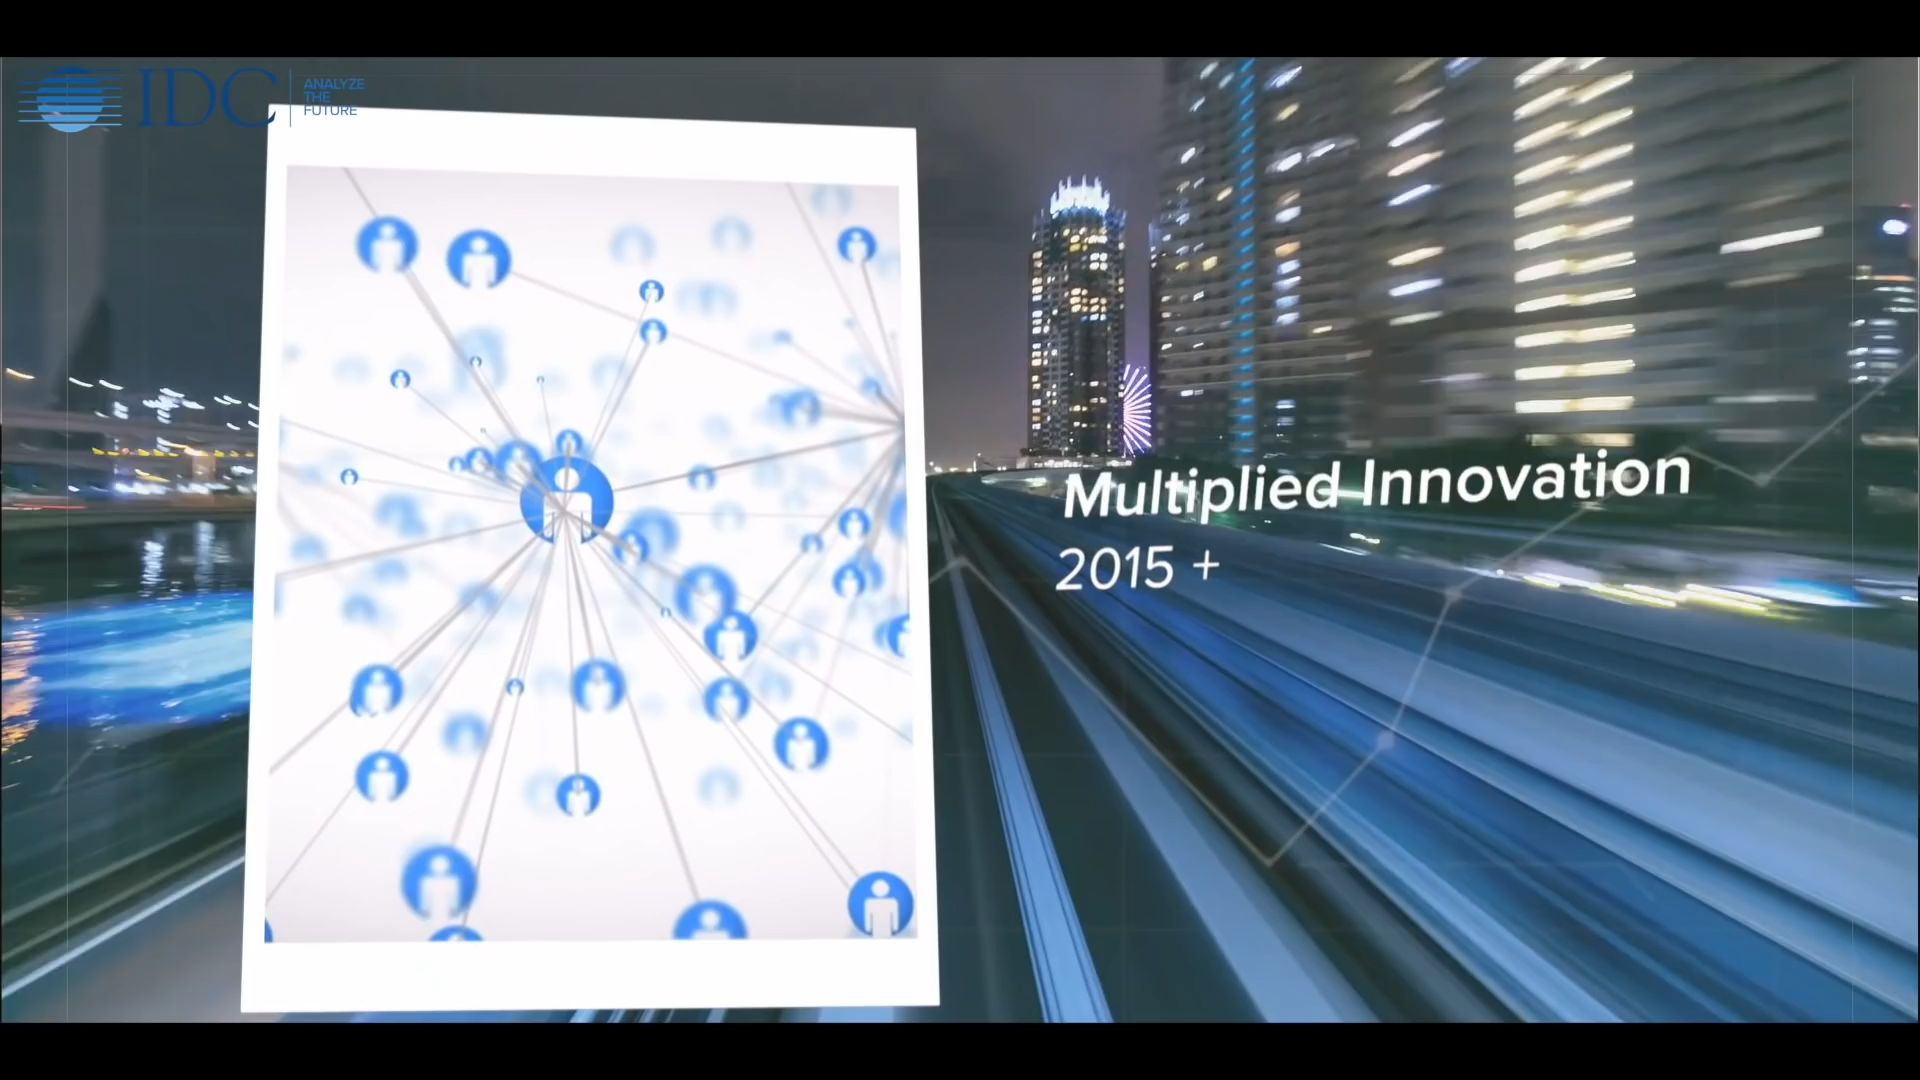 IDC
ANALYZE
THE
FUTURE
Multiplied Innovation
2015 +